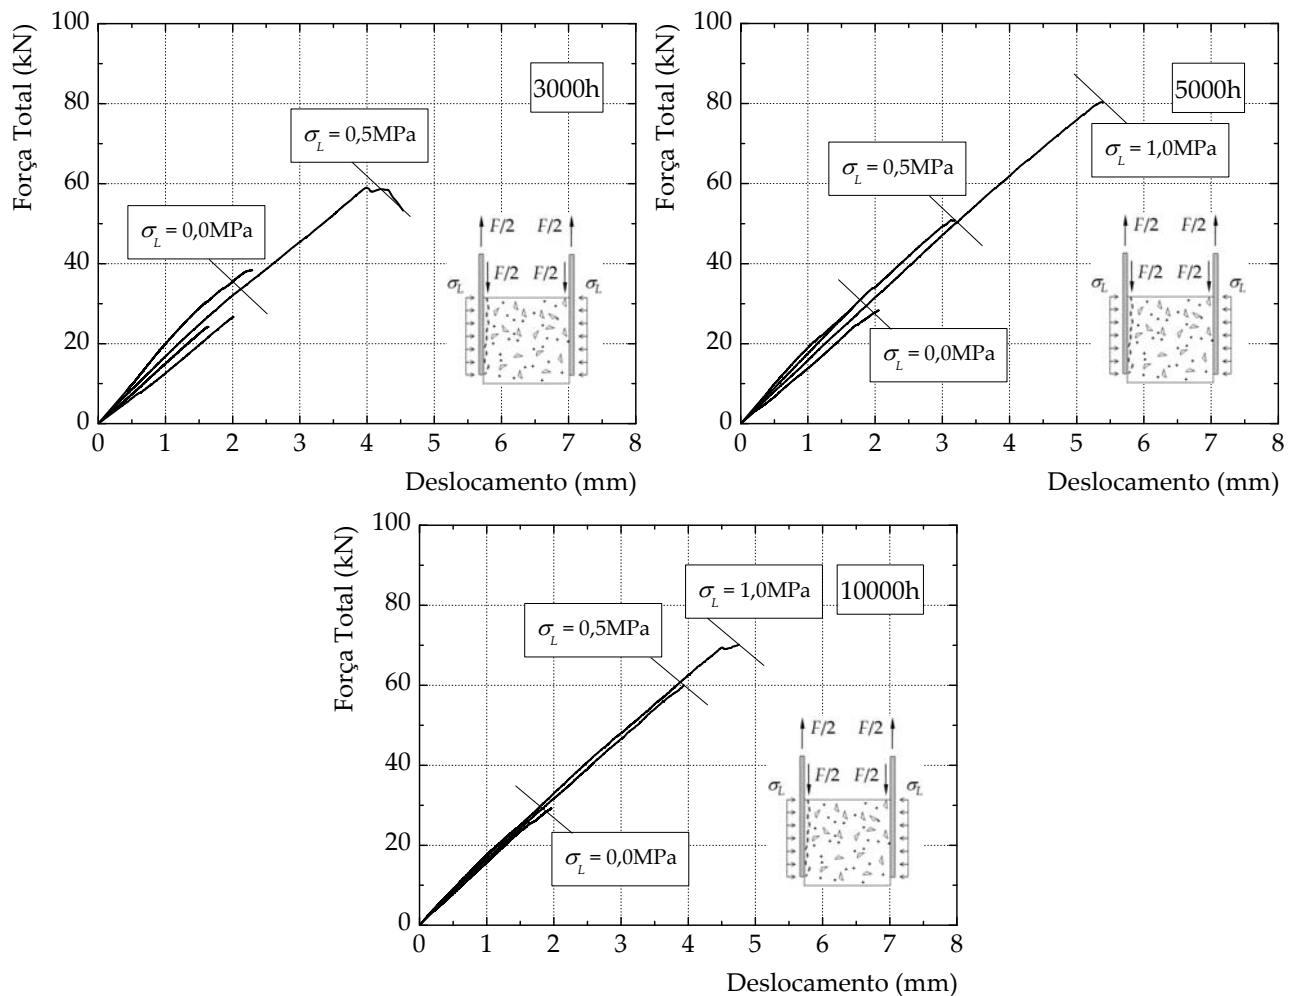 100
80
60
40
20
0
Força Total (kN)
3000h
σL = 0,5MPa
σL = 0,0MPa
F/2 F/2
F/2 F/2
σL σL
0 1 2 3 4 5 6 7 8
Deslocamento (mm)
100
80
60
40
20
0
Força Total (kN)
5000h
σL = 1,0MPa
σL = 0,5MPa
σL = 0,0MPa
F/2 F/2
F/2 F/2
σL σL
0 1 2 3 4 5 6 7 8
Deslocamento (mm)
100
80
60
40
20
0
Força Total (kN)
σL = 1,0MPa
10000h
σL = 0,5MPa
σL = 0,0MPa
F/2 F/2
F/2 F/2
σL σL
0 1 2 3 4 5 6 7 8
Deslocamento (mm)